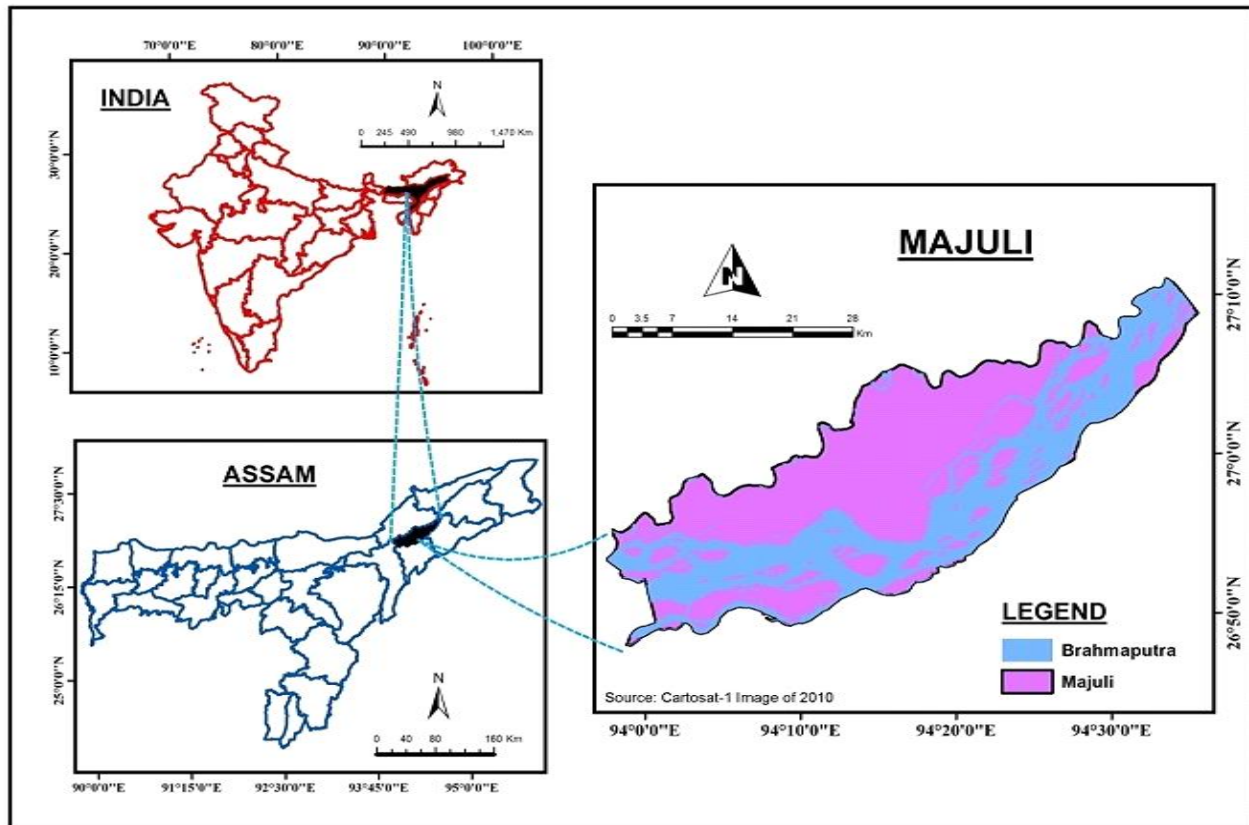 70°0'0"E 80°0'0"E 90°0'0"E 100°0'0"E
INDIA
N
0 245 490 980 1,470 Km
30°0'0"N
20°0'0"N
10°0'0"N
ASSAM
27°30'0"N
26°15'0"N
25°0'0"N
N
0 40 80 160 Km
90°0'0"E 91°15'0"E 92°30'0"E 93°45'0"E 95°0'0"E
MAJULI
N
0 3.5 7 14 21 28
Km
27°10'0"N
27°0'0"N
26°50'0"N
LEGEND
Brahmaputra
Majuli
Source: Cartosat-1 Image of 2010
94°0'0"E 94°10'0"E 94°20'0"E 94°30'0"E